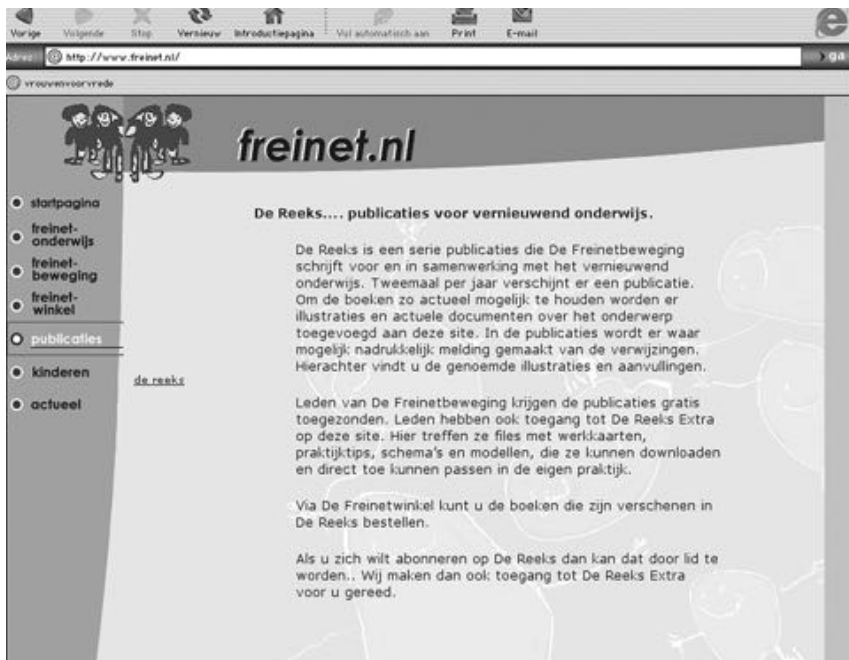 Vorige Volgende Stop Vernieuw Introductiepagina Vul automatisch aan Print E-mail
Adres: http://www.freinet.nl/ ga
vrouwenvoorvrede
freinet.nl
startpagina
freinet-
onderwijs
freinet-
beweging
freinet-
winkel
publicaties
kinderen
actueel
de reeks
De Reeks.... publicaties voor vernieuwend onderwijs.
De Reeks is een serie publicaties die De Freinetbeweging
schrijft voor en in samenwerking met het vernieuwend
onderwijs. Tweemaal per jaar verschijnt er een publicatie.
Om de boeken zo actueel mogelijk te houden worden er
illustraties en actuele documenten over het onderwerp
toegevoegd aan deze site. In de publicaties wordt er waar
mogelijk nadrukkelijk melding gemaakt van de verwijzingen.
Hierachter vindt u de genoemde illustraties en aanvullingen.
Leden van De Freinetbeweging krijgen de publicaties gratis
toegezonden. Leden hebben ook toegang tot De Reeks Extra
op deze site. Hier treffen ze files met werkkaarten,
praktijktips, schema's en modellen, die ze kunnen downloaden
en direct toe kunnen passen in de eigen praktijk.
Via De Freinetwinkel kunt u de boeken die zijn verschenen in
De Reeks bestellen.
Als u zich wilt abonneren op De Reeks dan kan dat door lid te
worden.. Wij maken dan ook toegang tot De Reeks Extra
voor u gereed.